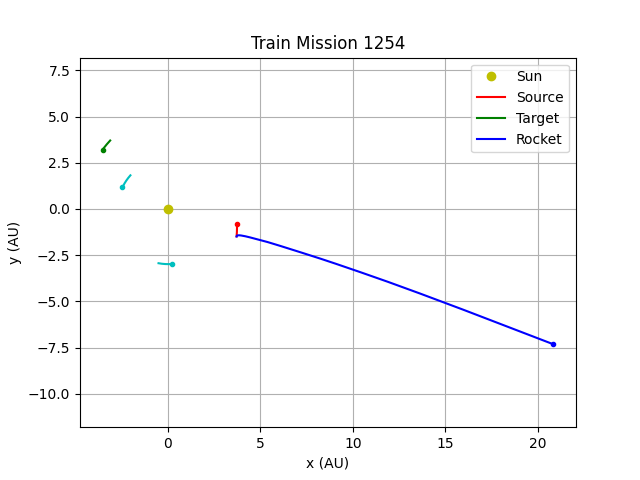 Train Mission 1254
7.5
5.0
2.5
0.0
−2.5
−5.0
−7.5
−10.0
y (AU)
0
5
10
15
20
x (AU)
Sun
Source
Target
Rocket